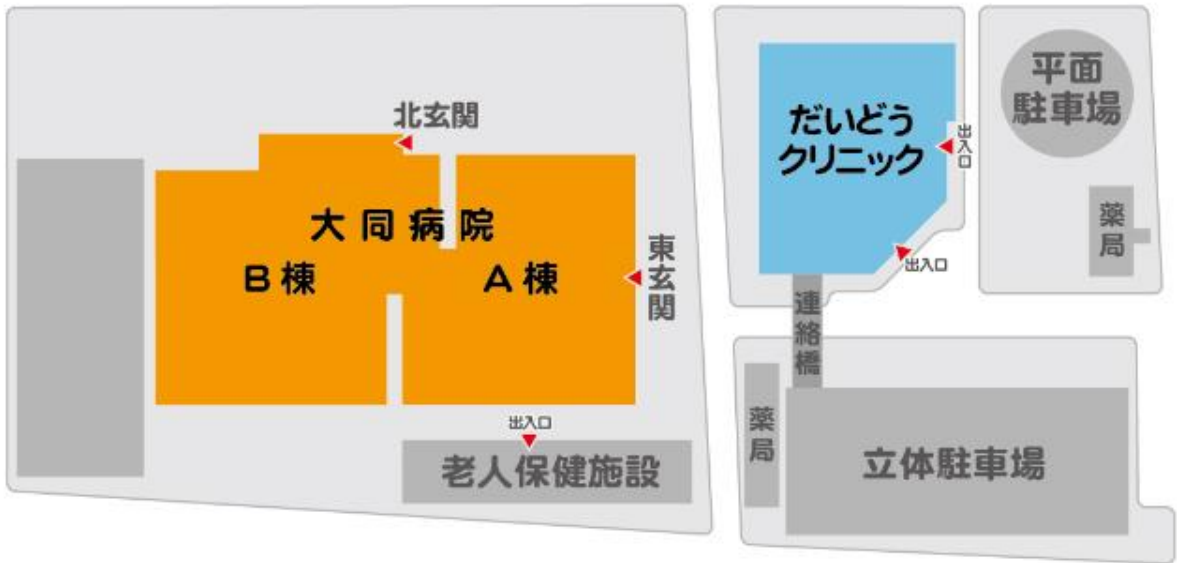 北玄関
大同病院
B棟
A棟
東玄関
出入口
老人保健施設
だいどう
クリニック
出入口
出入口
連絡橋
平面
駐車場
薬局
薬局
立体駐車場